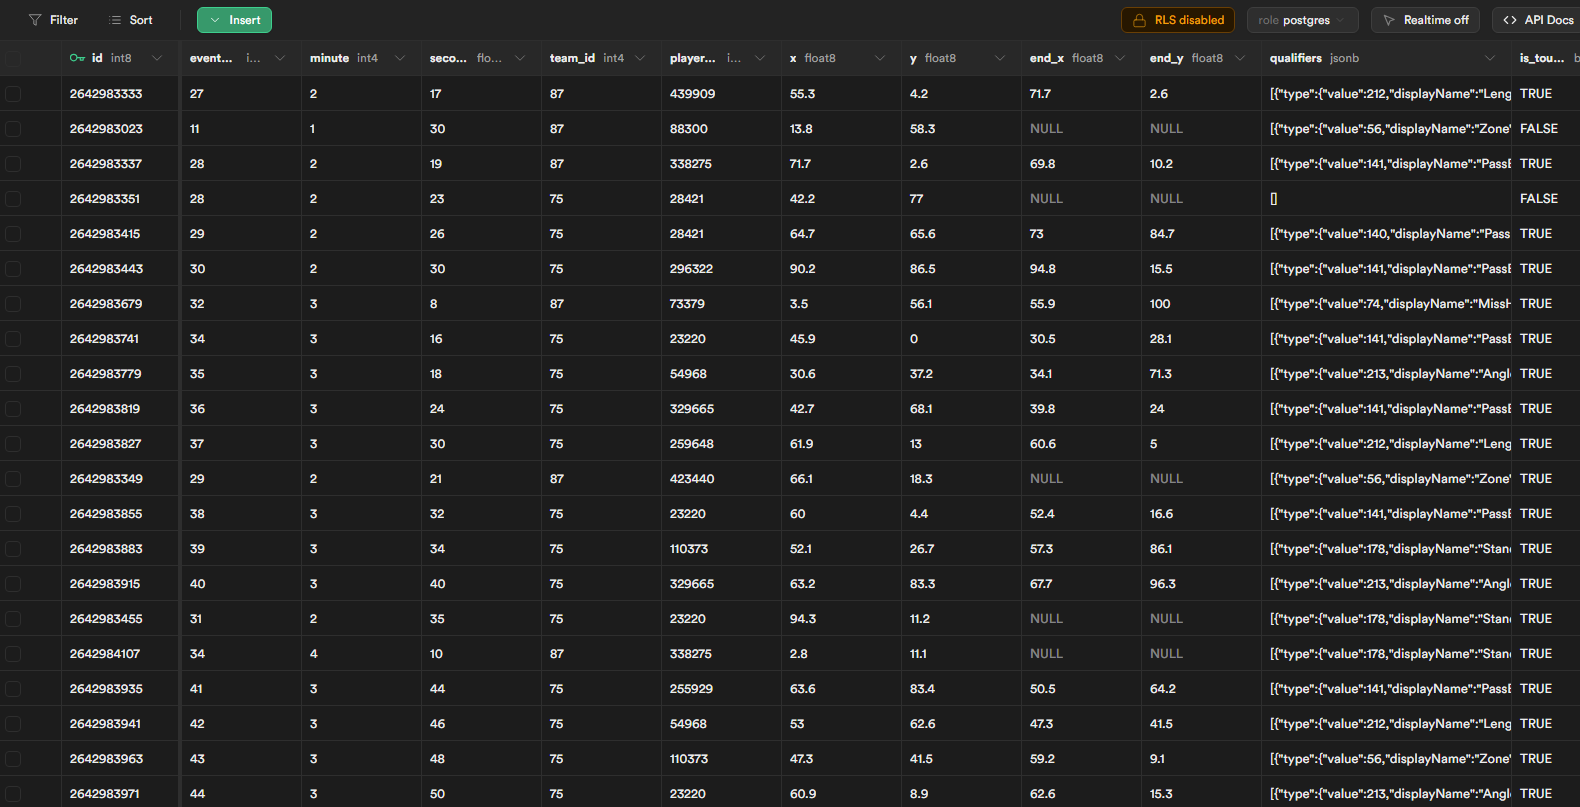 Filter Sort Insert RLS disabled role postgres Realtime off API Docs
id int8 event... i... minute int4 seco... flo... team_id int4 player... i... x float8 y float8 end_x float8 end_y float8 qualifiers jsonb is_tou... b
2642983333 27 2 17 87 439909 55.3 4.2 71.7 2.6 [{"type":{"value":212,"displayName":"Leng TRUE
2642983023 11 1 30 87 88300 13.8 58.3 NULL NULL [{"type":{"value":56,"displayName":"Zone" FALSE
2642983337 28 2 19 87 338275 71.7 2.6 69.8 10.2 [{"type":{"value":141,"displayName":"PassE TRUE
2642983351 28 2 23 75 28421 42.2 77 NULL NULL [] FALSE
2642983415 29 2 26 75 28421 64.7 65.6 73 84.7 [{"type":{"value":140,"displayName":"Pass TRUE
2642983443 30 2 30 75 296322 90.2 86.5 94.8 15.5 [{"type":{"value":141,"displayName":"PassE TRUE
2642983679 32 3 8 87 73379 3.5 56.1 55.9 100 [{"type":{"value":74,"displayName":"MissH TRUE
2642983741 34 3 16 75 23220 45.9 0 30.5 28.1 [{"type":{"value":141,"displayName":"PassE TRUE
2642983779 35 3 18 75 54968 30.6 37.2 34.1 71.3 [{"type":{"value":213,"displayName":"Angl TRUE
2642983819 36 3 24 75 329665 42.7 68.1 39.8 24 [{"type":{"value":141,"displayName":"PassE TRUE
2642983827 37 3 30 75 259648 61.9 13 60.6 5 [{"type":{"value":212,"displayName":"Leng TRUE
2642983349 29 2 21 87 423440 66.1 18.3 NULL NULL [{"type":{"value":56,"displayName":"Zone" TRUE
2642983855 38 3 32 75 23220 60 4.4 52.4 16.6 [{"type":{"value":141,"displayName":"PassE TRUE
2642983883 39 3 34 75 110373 52.1 26.7 57.3 86.1 [{"type":{"value":178,"displayName":"Stan TRUE
2642983915 40 3 40 75 329665 63.2 83.3 67.7 96.3 [{"type":{"value":213,"displayName":"Angl TRUE
2642983455 31 2 35 75 23220 94.3 11.2 NULL NULL [{"type":{"value":178,"displayName":"Stan TRUE
2642984107 34 4 10 87 338275 2.8 11.1 NULL NULL [{"type":{"value":178,"displayName":"Stan TRUE
2642983935 41 3 44 75 255929 63.6 83.4 50.5 64.2 [{"type":{"value":141,"displayName":"PassE TRUE
2642983941 42 3 46 75 54968 53 62.6 47.3 41.5 [{"type":{"value":212,"displayName":"Leng TRUE
2642983963 43 3 48 75 110373 47.3 41.5 59.2 9.1 [{"type":{"value":56,"displayName":"Zone" TRUE
2642983971 44 3 50 75 23220 60.9 8.9 62.6 15.3 [{"type":{"value":213,"displayName":"Angl TRUE